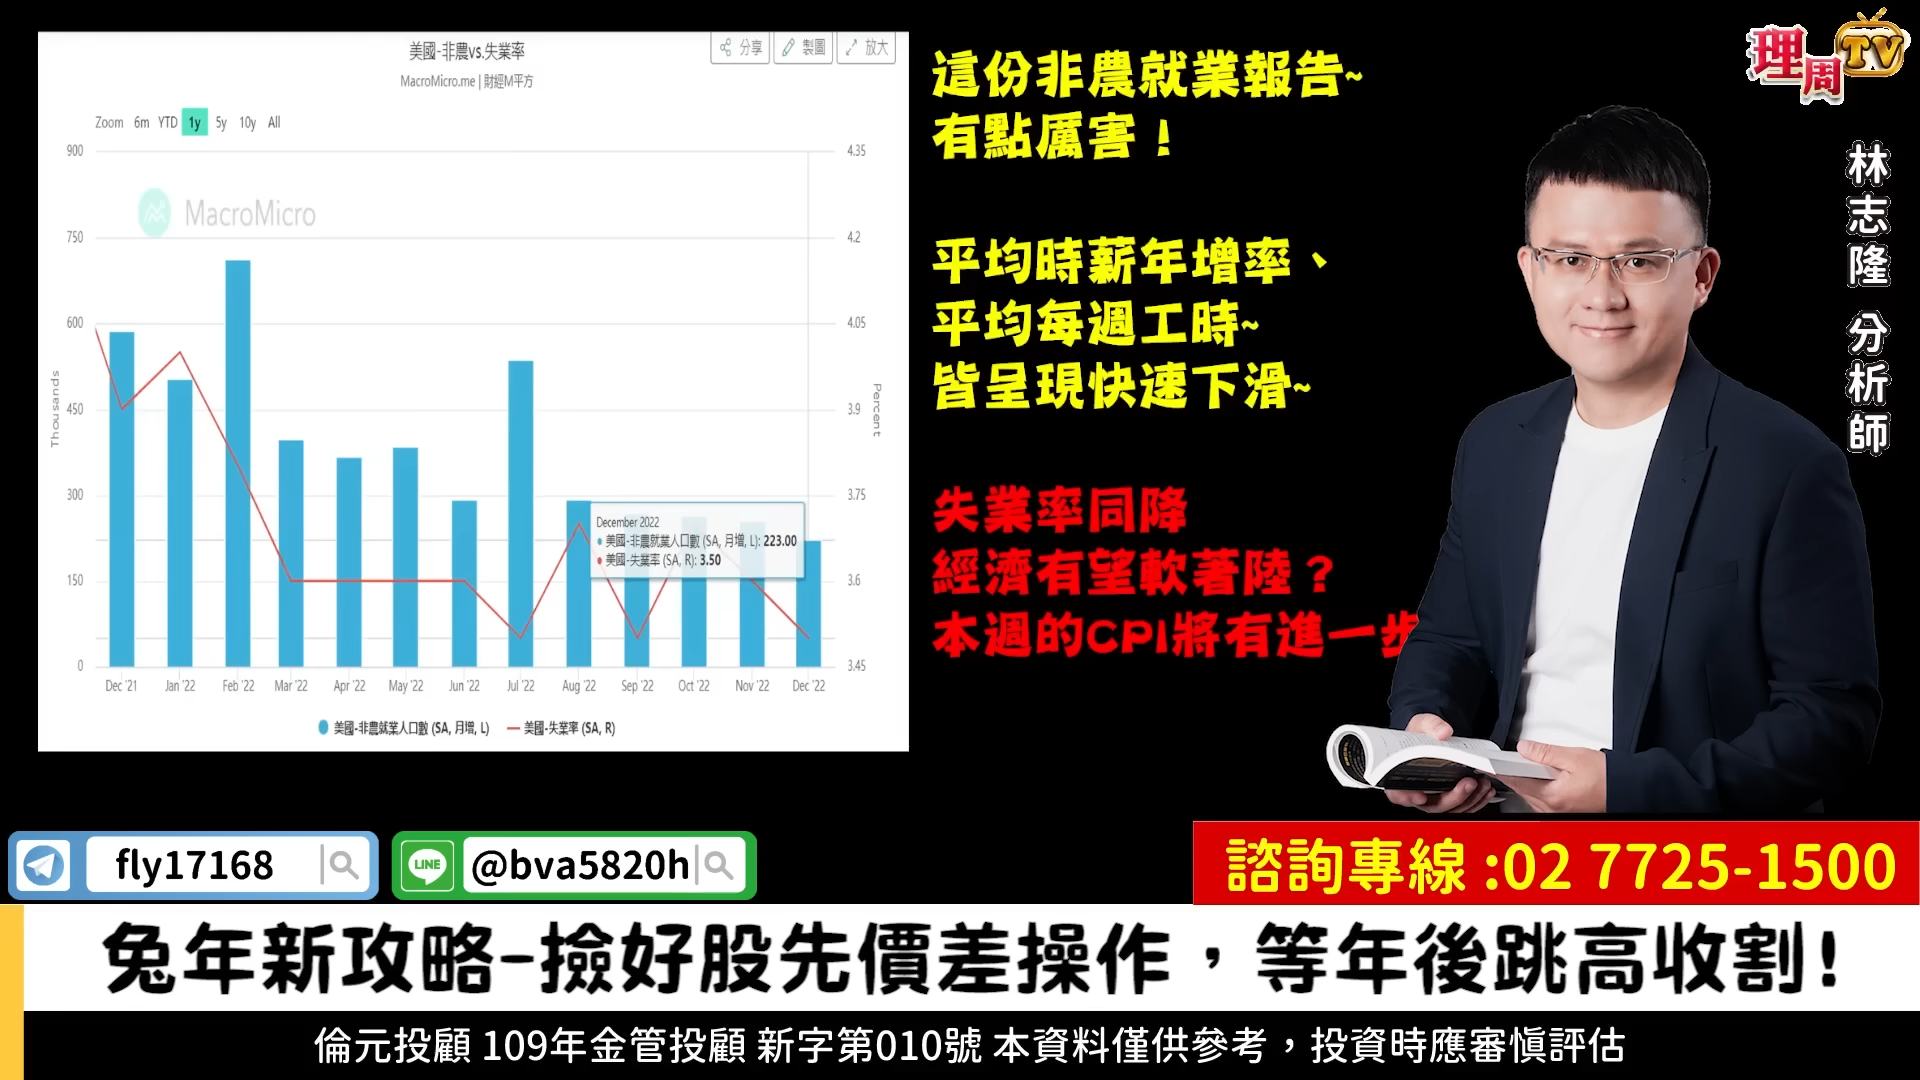 美國-非農vs.失業率
MacroMicro.me | 財經M平方
分享
製圖
放大
Zoom 6m YTD 1y 5y 10y All
MacroMicro
900
750
600
450
300
150
0
Thousands
4.35
4.2
4.05
3.9
3.75
3.6
3.45
Percent
December 2022
美國-非農就業人口數 (SA, 月增, L): 223.00
美國-失業率 (SA, R): 3.50
Dec '21 Jan '22 Feb '22 Mar '22 Apr '22 May '22 Jun '22 Jul '22 Aug '22 Sep '22 Oct '22 Nov '22 Dec '22
美國-非農就業人口數 (SA, 月增, L) 美國-失業率 (SA, R)
這份非農就業報告~
有點厲害！
平均時薪年增率、
平均每週工時~
皆呈現快速下滑~
失業率同降
經濟有望軟著陸？
本週的CPI將有進一步
理周TV
林志隆 分析師
fly17168
LINE
@bva5820h
諮詢專線:02 7725-1500
兔年新攻略-撿好股先價差操作，等年後跳高收割!
倫元投顧 109年金管投顧 新字第010號 本資料僅供參考，投資時應審慎評估